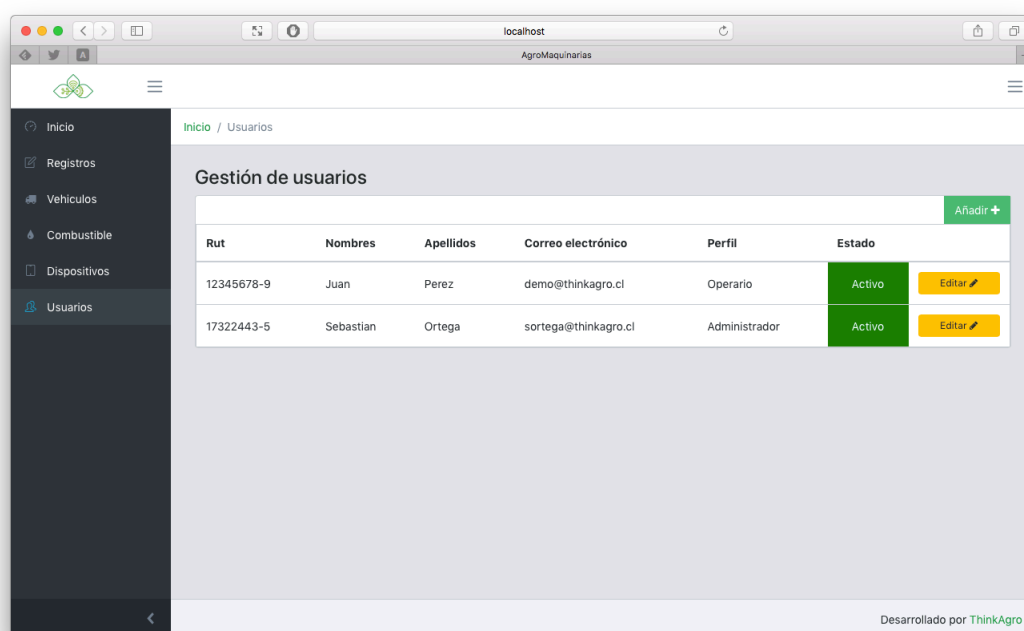 localhost
AgroMaquinarias
A
Inicio
Registros
Vehiculos
Combustible
Dispositivos
Usuarios
Inicio / Usuarios
Gestión de usuarios
Añadir
Rut Nombres Apellidos Correo electrónico Perfil Estado
12345678-9 Juan Perez demo@thinkagro.cl Operario Activo Editar
17322443-5 Sebastian Ortega sortega@thinkagro.cl Administrador Activo Editar
Desarrollado por ThinkAgro